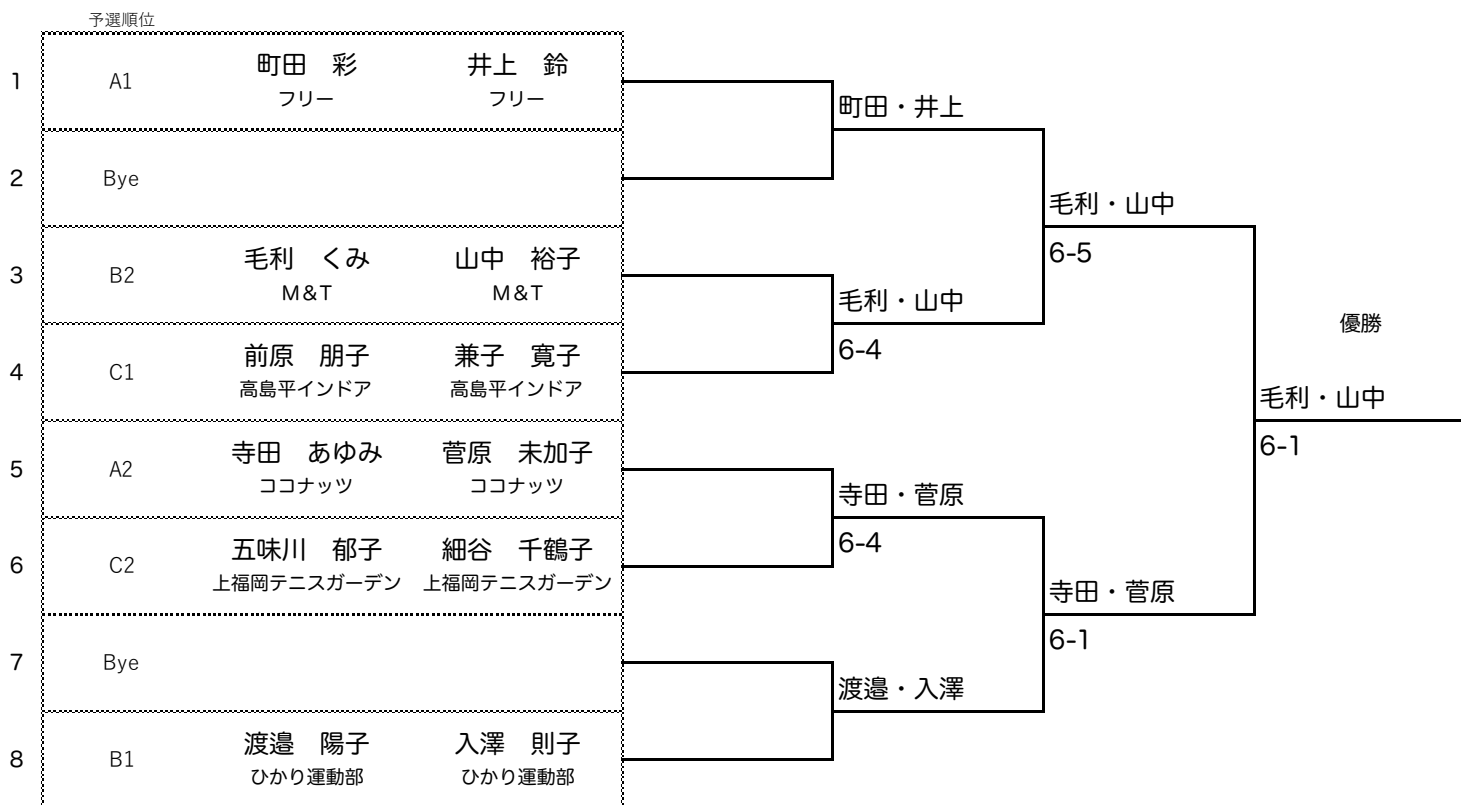 予選順位
1 A1 町田　彩 井上　鈴
フリー フリー
町田・井上
2 Bye
毛利・山中
6-5
3 B2 毛利　くみ 山中　裕子
M&T M&T
毛利・山中
6-4
優勝
4 C1 前原　朋子 兼子　寛子
高島平インドア 高島平インドア
毛利・山中
6-1
5 A2 寺田　あゆみ 菅原　未加子
ココナッツ ココナッツ
寺田・菅原
6-4
6 C2 五味川　郁子 細谷　千鶴子
上福岡テニスガーデン 上福岡テニスガーデン
寺田・菅原
6-1
7 Bye
渡邉・入澤
8 B1 渡邉　陽子 入澤　則子
ひかり運動部 ひかり運動部